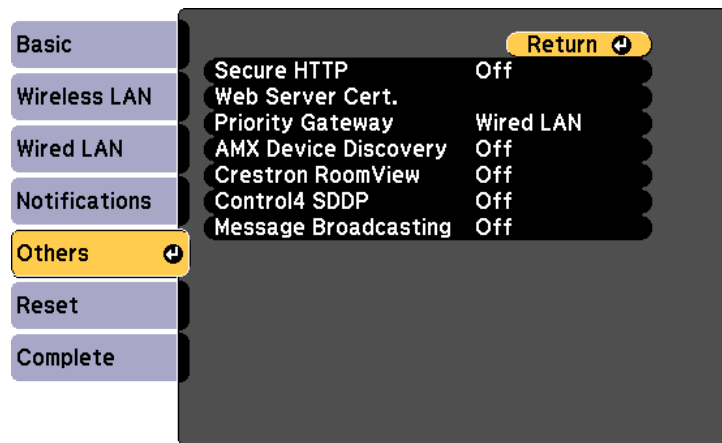 Basic
Wireless LAN
Wired LAN
Notifications
Others
Reset
Complete
Return
Secure HTTP Off
Web Server Cert.
Priority Gateway Wired LAN
AMX Device Discovery Off
Crestron RoomView Off
Control4 SDDP Off
Message Broadcasting Off